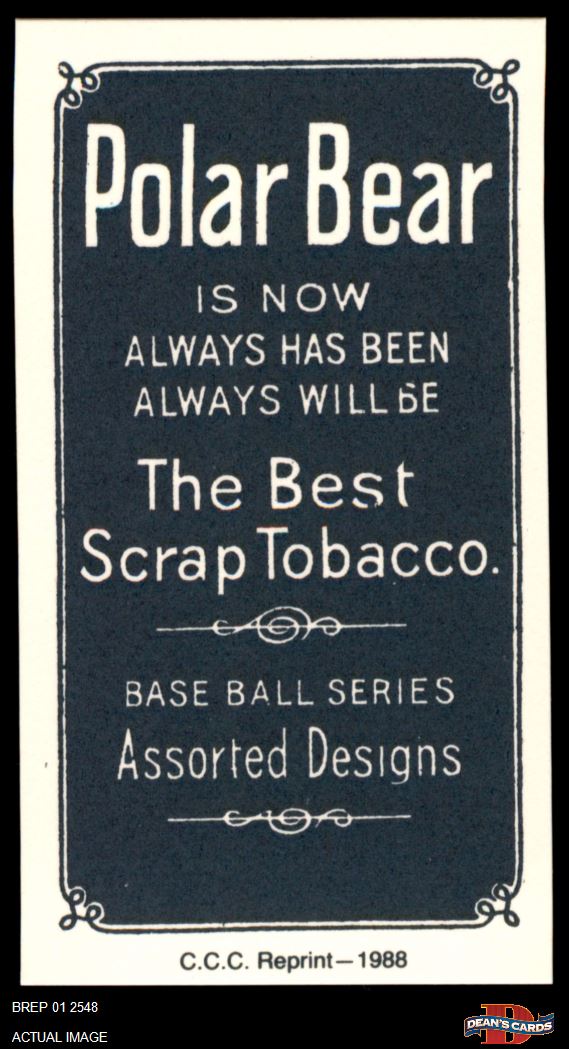 Polar Bear
IS NOW
ALWAYS HAS BEEN
ALWAYS WILL BE
The Best
Scrap Tobacco.
BASE BALL SERIES
Assorted Designs
C.C.C. Reprint—1988
BREP 01 2548
ACTUAL IMAGE
D
DEAN'S CARDS